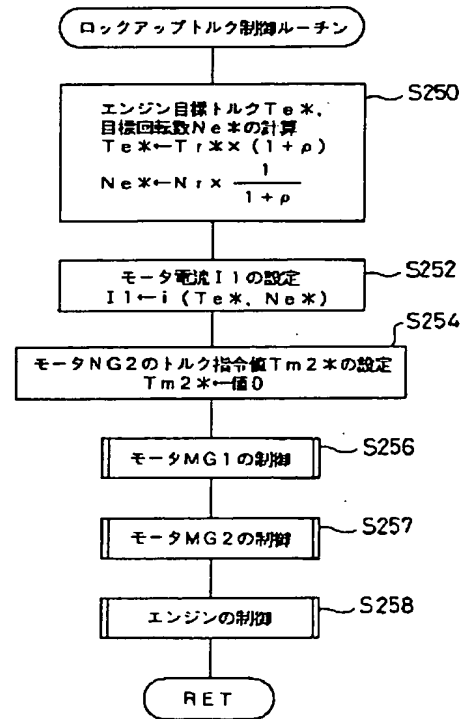 ロックアップトルク制御ルーチン
S250
エンジン目標トルクTe*,
目標回転数Ne*の計算
Te*←Tr*×(1+ρ)
Ne*←Nr× 1/(1+ρ)
S252
モータ電流I1の設定
I1←i(Te*,Ne*)
S254
モータNG2のトルク指令値Tm2*の設定
Tm2*←値0
S256
モータMG1の制御
S257
モータMG2の制御
S258
エンジンの制御
RET